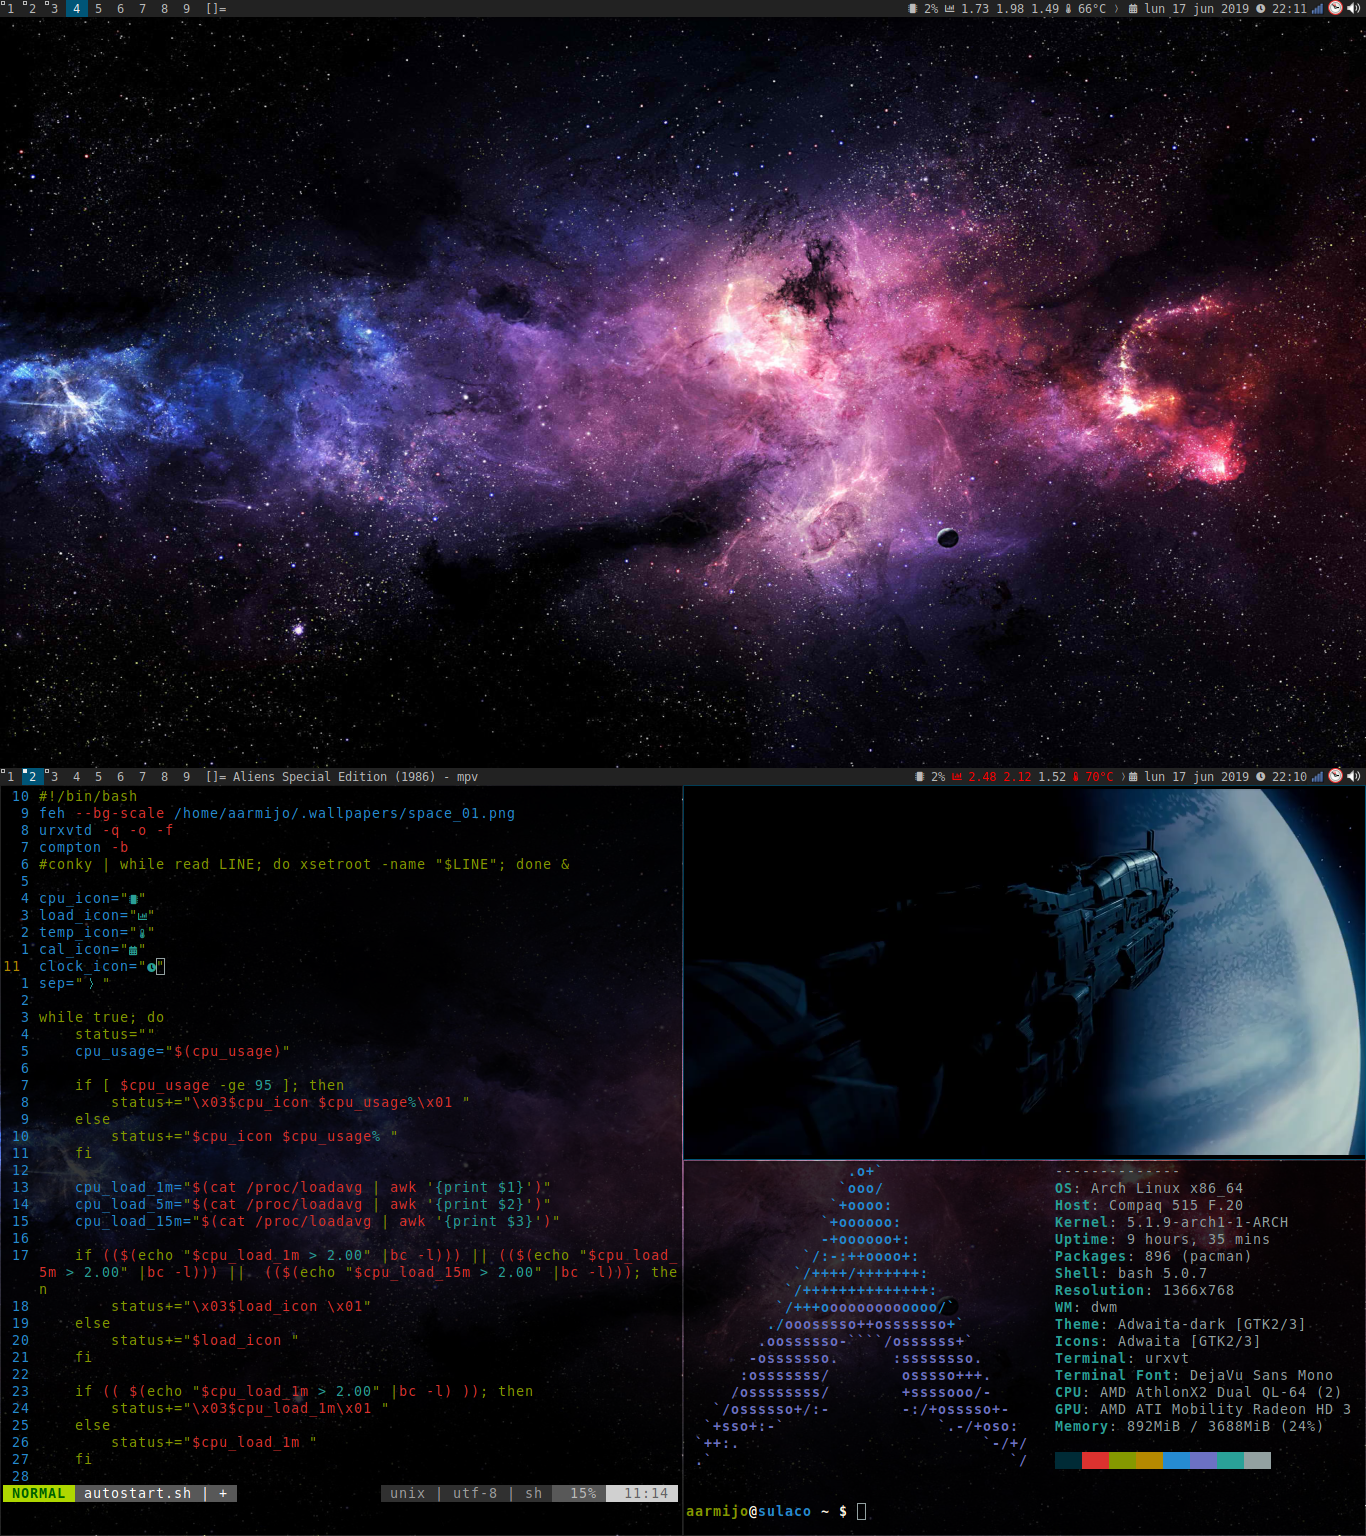 1 2 3 4 5 6 7 8 9 []=
2% 1.73 1.98 1.49 66°C 〉 lun 17 jun 2019 22:11
1 2 3 4 5 6 7 8 9 []= Aliens Special Edition (1986) - mpv
2% 2.48 2.12 1.52 70°C 〉 lun 17 jun 2019 22:10
10 #!/bin/bash
9 feh --bg-scale /home/aarmijo/.wallpapers/space_01.png
8 urxvtd -q -o -f
7 compton -b
6 #conky | while read LINE; do xsetroot -name "$LINE"; done &
5
4 cpu_icon=""
3 load_icon=""
2 temp_icon=""
1 cal_icon=""
11 clock_icon=""
1 sep=" 〉 "
2
3 while true; do
4     status=""
5     cpu_usage="$(cpu_usage)"
6
7     if [ $cpu_usage -ge 95 ]; then
8         status+="\x03$cpu_icon $cpu_usage%\x01 "
9     else
10         status+="$cpu_icon $cpu_usage% "
11     fi
12
13     cpu_load_1m="$(cat /proc/loadavg | awk '{print $1}')"
14     cpu_load_5m="$(cat /proc/loadavg | awk '{print $2}')"
15     cpu_load_15m="$(cat /proc/loadavg | awk '{print $3}')"
16
17     if (($(echo "$cpu_load_1m > 2.00" |bc -l))) || (($(echo "$cpu_load_
5m > 2.00" |bc -l))) ||  (($(echo "$cpu_load_15m > 2.00" |bc -l))); the
n
18         status+="\x03$load_icon \x01"
19     else
20         status+="$load_icon "
21     fi
22
23     if (( $(echo "$cpu_load_1m > 2.00" |bc -l) )); then
24         status+="\x03$cpu_load_1m\x01 "
25     else
26         status+="$cpu_load_1m "
27     fi
28
NORMAL autostart.sh | + unix | utf-8 | sh 15% 11:14
.o+` --------------
`ooo/ OS: Arch Linux x86_64
`+oooo: Host: Compaq 515 F.20
`+oooooo: Kernel: 5.1.9-arch1-1-ARCH
-+oooooo+: Uptime: 9 hours, 35 mins
`/:-:++oooo+: Packages: 896 (pacman)
`/++++/+++++++: Shell: bash 5.0.7
`/++++++++++++++: Resolution: 1366x768
`/+++ooooooooooooo/` WM: dwm
./ooosssso++osssssso+` Theme: Adwaita-dark [GTK2/3]
.oossssso-````/ossssss+` Icons: Adwaita [GTK2/3]
-osssssso.      :ssssssso. Terminal: urxvt
:osssssss/        osssso+++. Terminal Font: DejaVu Sans Mono
/ossssssss/        +ssssooo/- CPU: AMD AthlonX2 Dual QL-64 (2)
`/ossssso+/:-        -:/+osssso+- GPU: AMD ATI Mobility Radeon HD 3
`+sso+:-`                 `.-/+oso: Memory: 892MiB / 3688MiB (24%)
`++:.                           `-/+/
.`                                 `/
aarmijo@sulaco ~ $